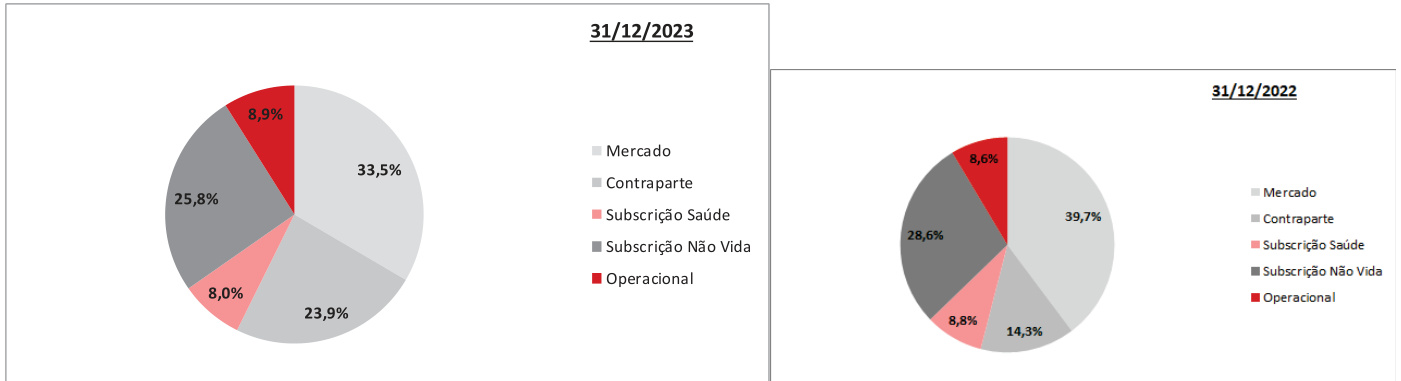 31/12/2023
8,9%
33,5%
25,8%
8,0%
23,9%
Mercado
Contraparte
Subscrição Saúde
Subscrição Não Vida
Operacional
31/12/2022
8,6%
39,7%
28,6%
8,8%
14,3%
Mercado
Contraparte
Subscrição Saúde
Subscrição Não Vida
Operacional